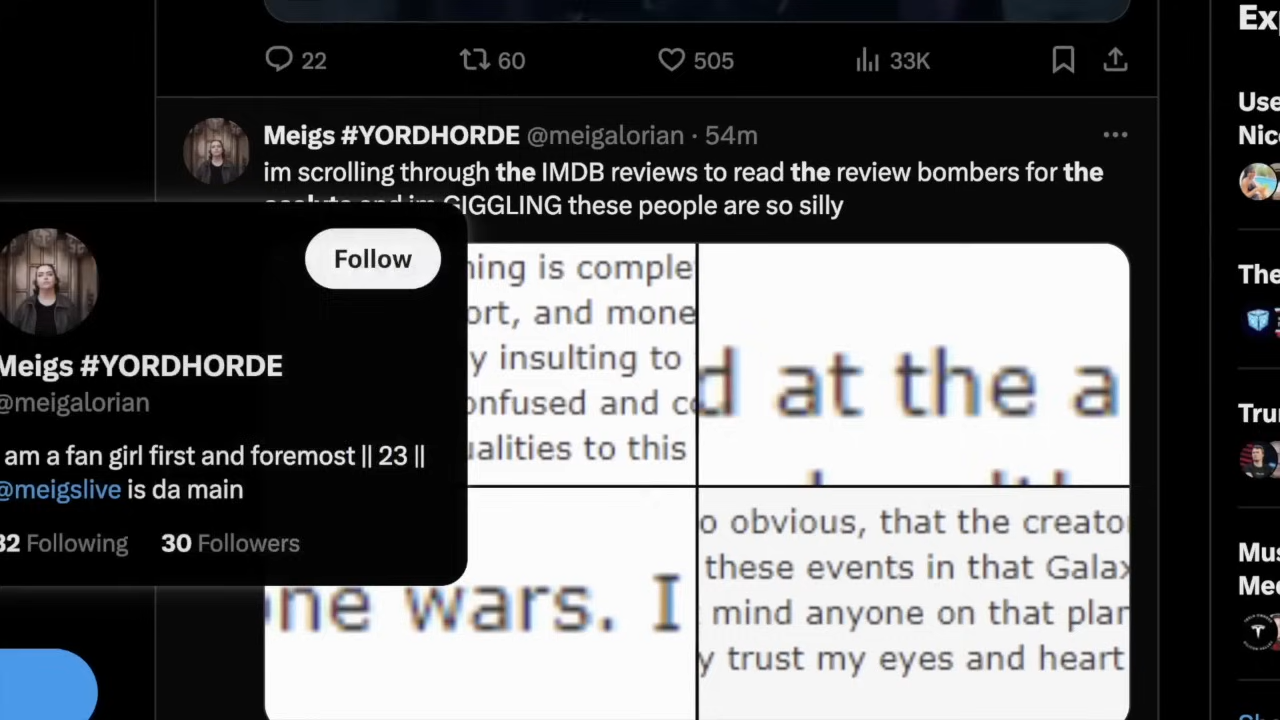 22 60 505 33K
Meigs #YORDHORDE @meigalorian · 54m
im scrolling through the IMDB reviews to read the review bombers for the
GIGGLING these people are so silly
Follow
Meigs #YORDHORDE
@meigalorian
am a fan girl first and foremost || 23 ||
@meigslive is da main
32 Following 30 Followers
ning is comple
ort, and mone
y insulting to
onfused and co
ualities to this
d at the a
one wars. I
o obvious, that the creator
these events in that Galax
mind anyone on that plan
y trust my eyes and heart
Exp
Use
Nic
The
Tru
Mus
Me